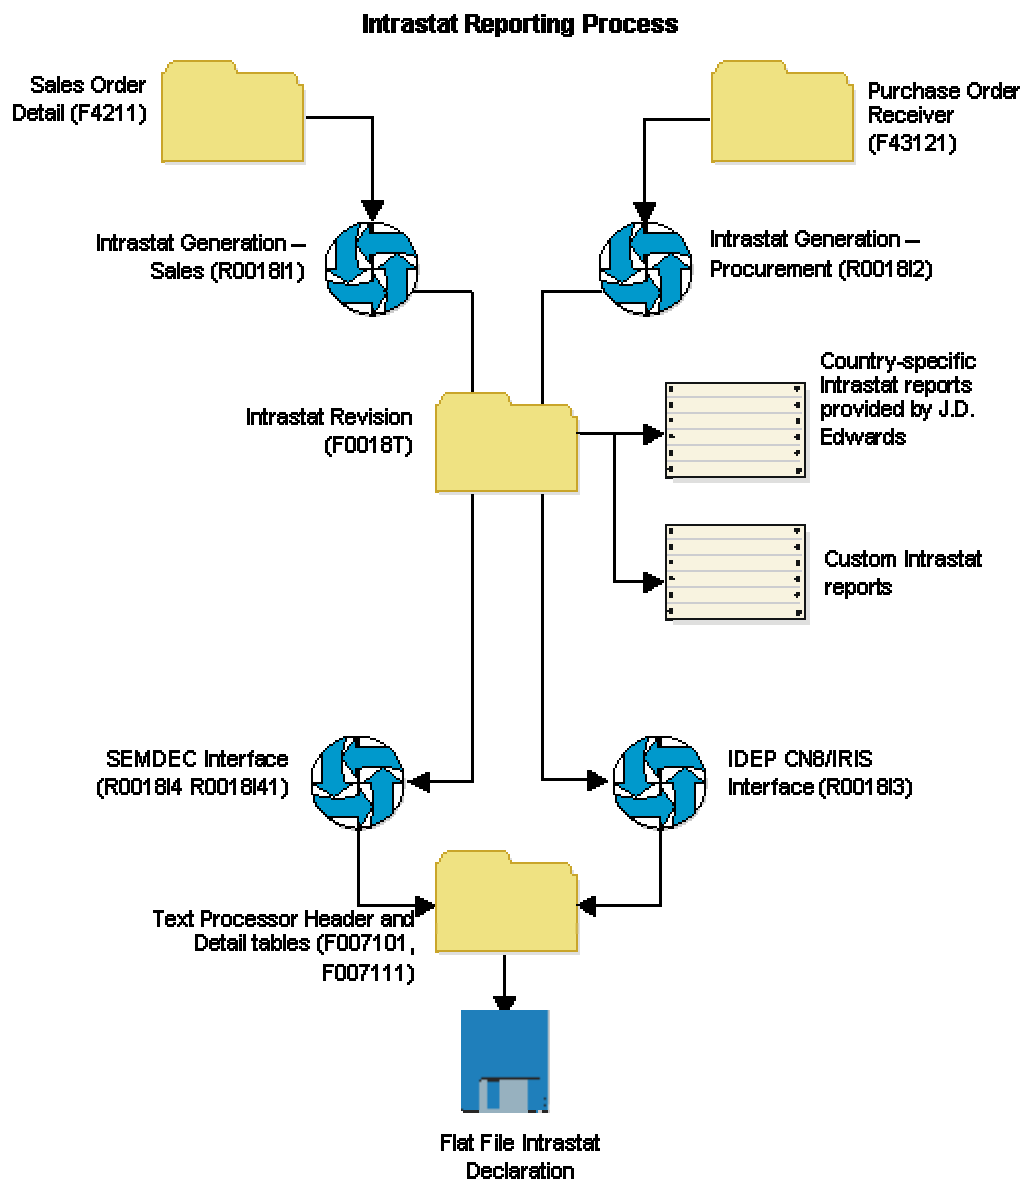 Intrastat Reporting Process
Sales Order
Detail (F4211)
Purchase Order
Receiver
(F43121)
Intrastat Generation –
Sales (R0018I1)
Intrastat Generation –
Procurement (R0018I2)
Country-specific
Intrastat reports
provided by J.D.
Edwards
Intrastat Revision
(F0018T)
Custom Intrastat
reports
SEMDEC Interface
(R0018I4 R0018I41)
IDEP CN8/IRIS
Interface (R0018I3)
Text Processor Header and
Detail tables (F007101,
F007111)
Flat File Intrastat
Declaration